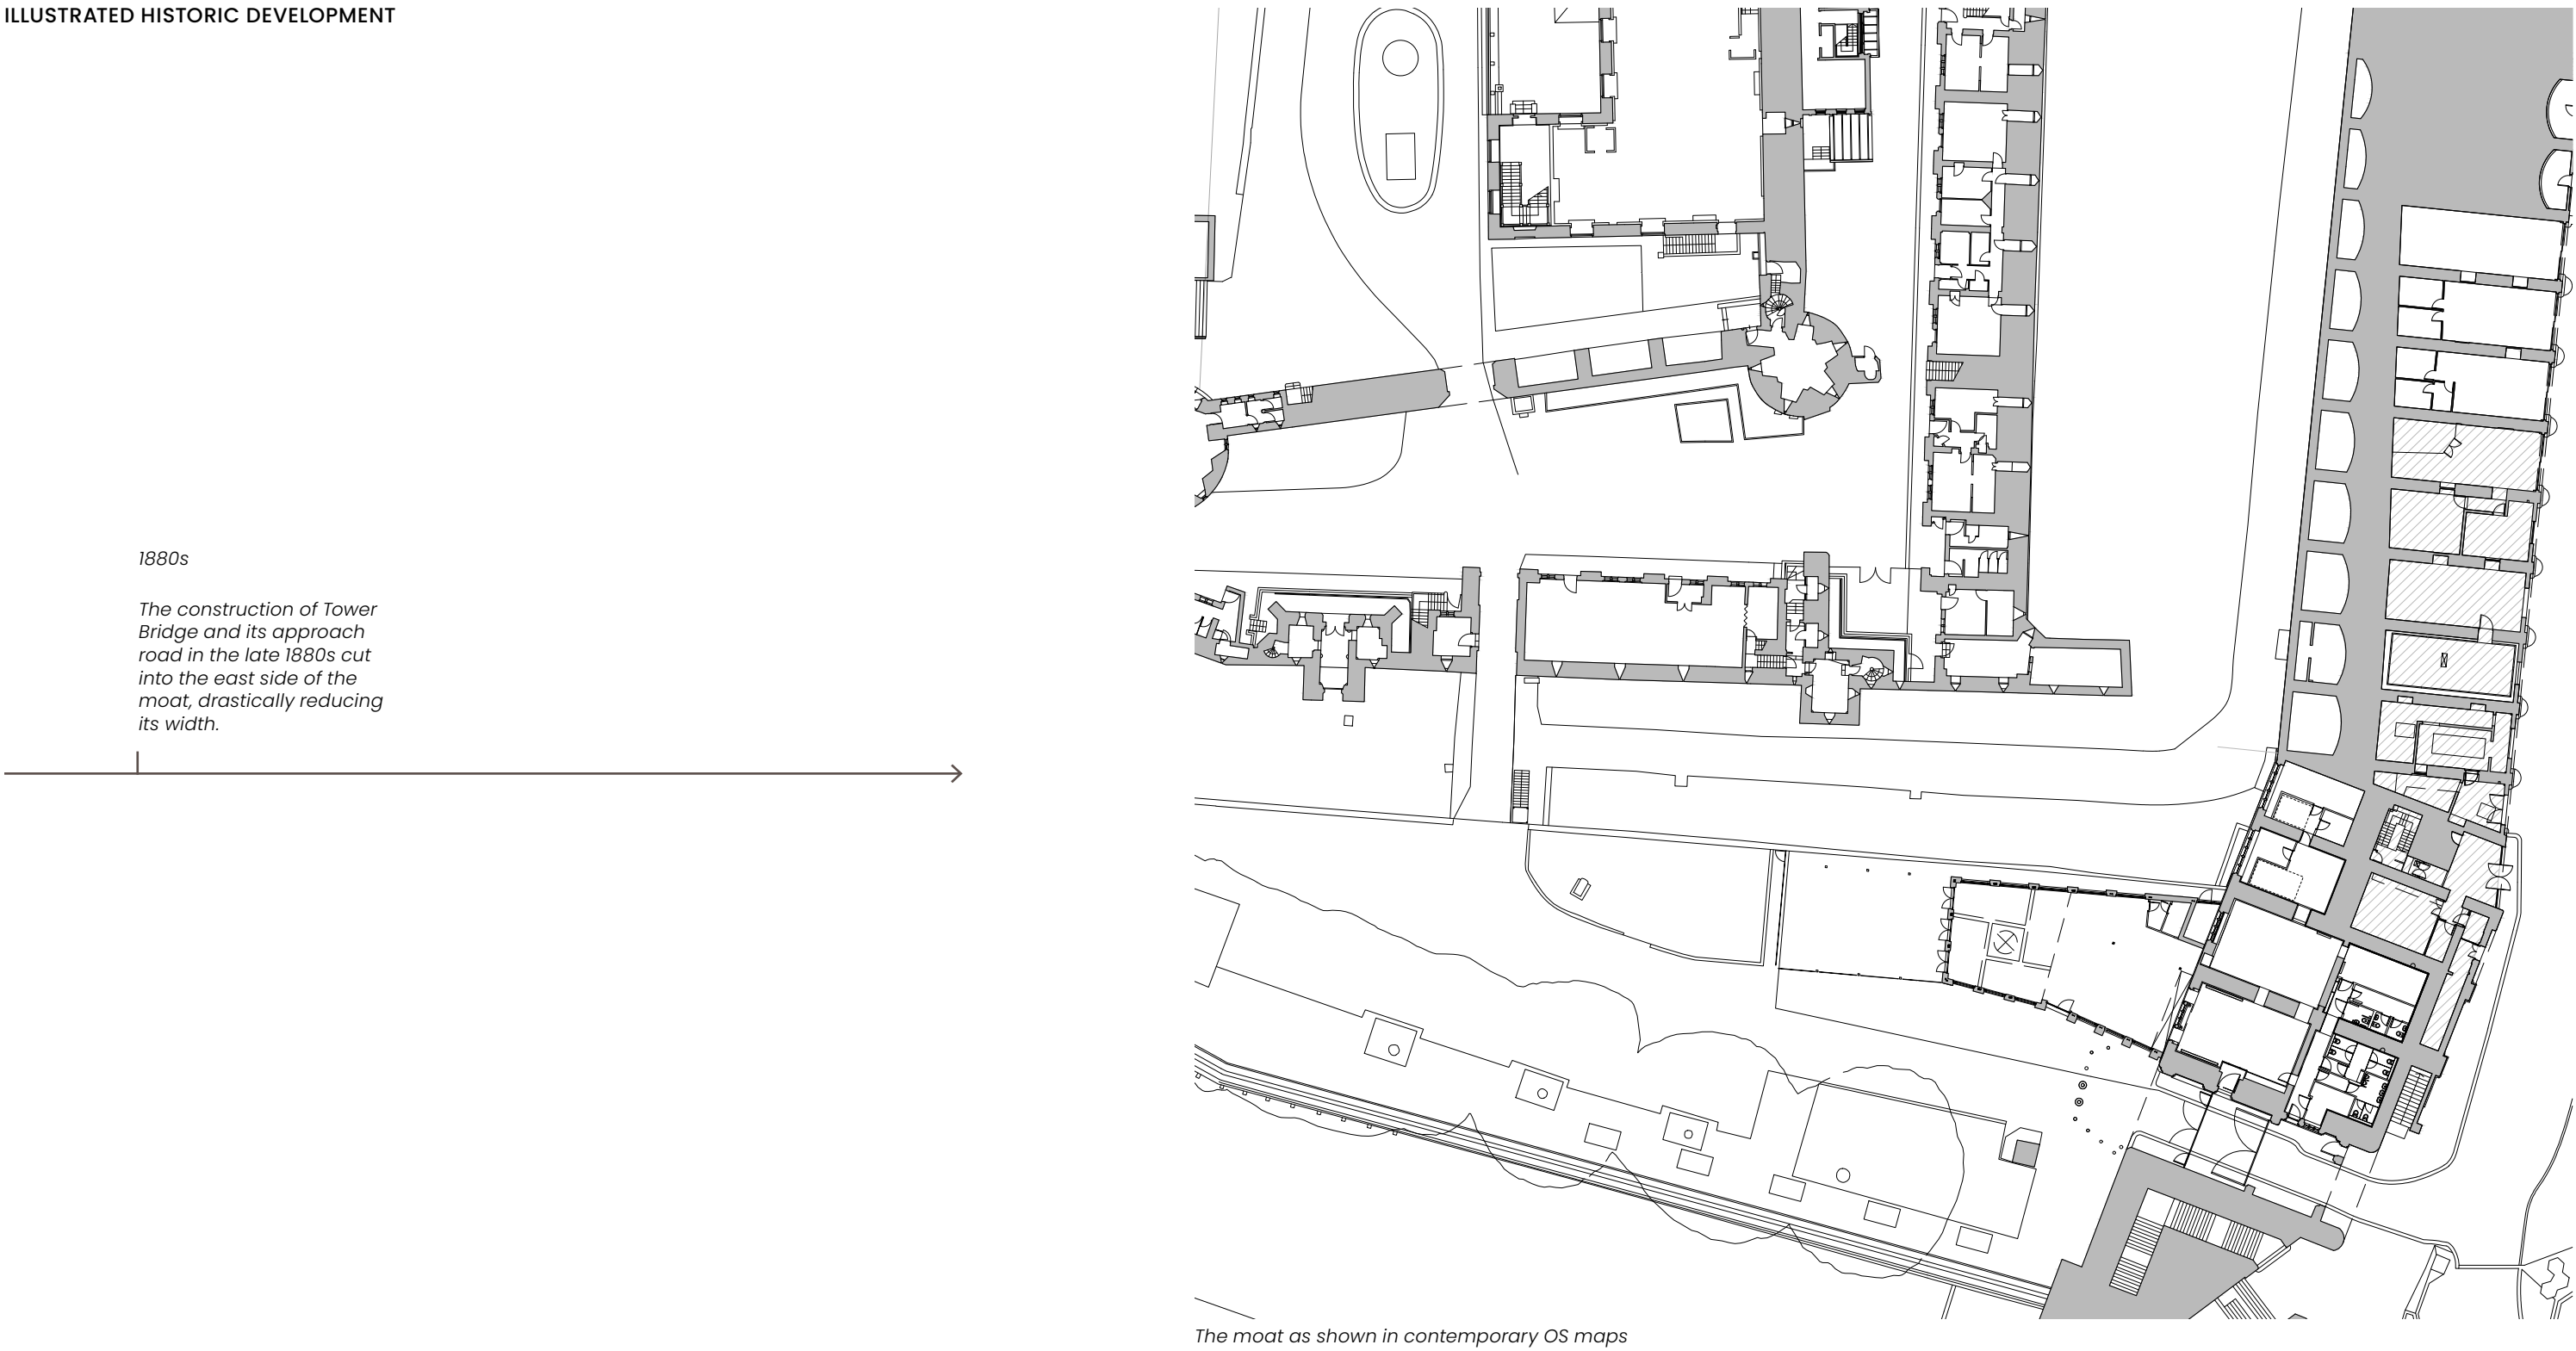 ILLUSTRATED HISTORIC DEVELOPMENT
1880s
The construction of Tower
Bridge and its approach
road in the late 1880s cut
into the east side of the
moat, drastically reducing
its width.
The moat as shown in contemporary OS maps